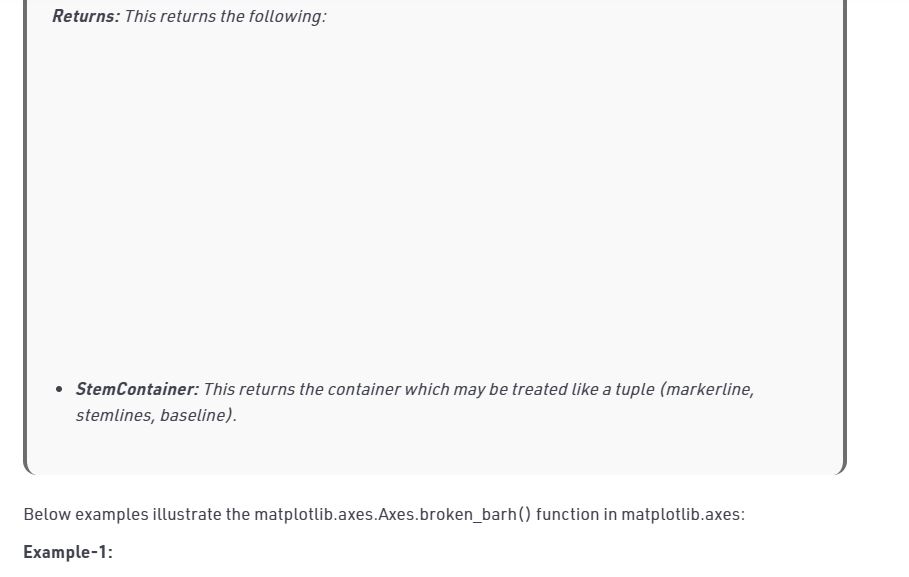 Returns: This returns the following:
• StemContainer: This returns the container which may be treated like a tuple (markerline,
stemlines, baseline).
Below examples illustrate the matplotlib.axes.Axes.broken_barh() function in matplotlib.axes:
Example-1: